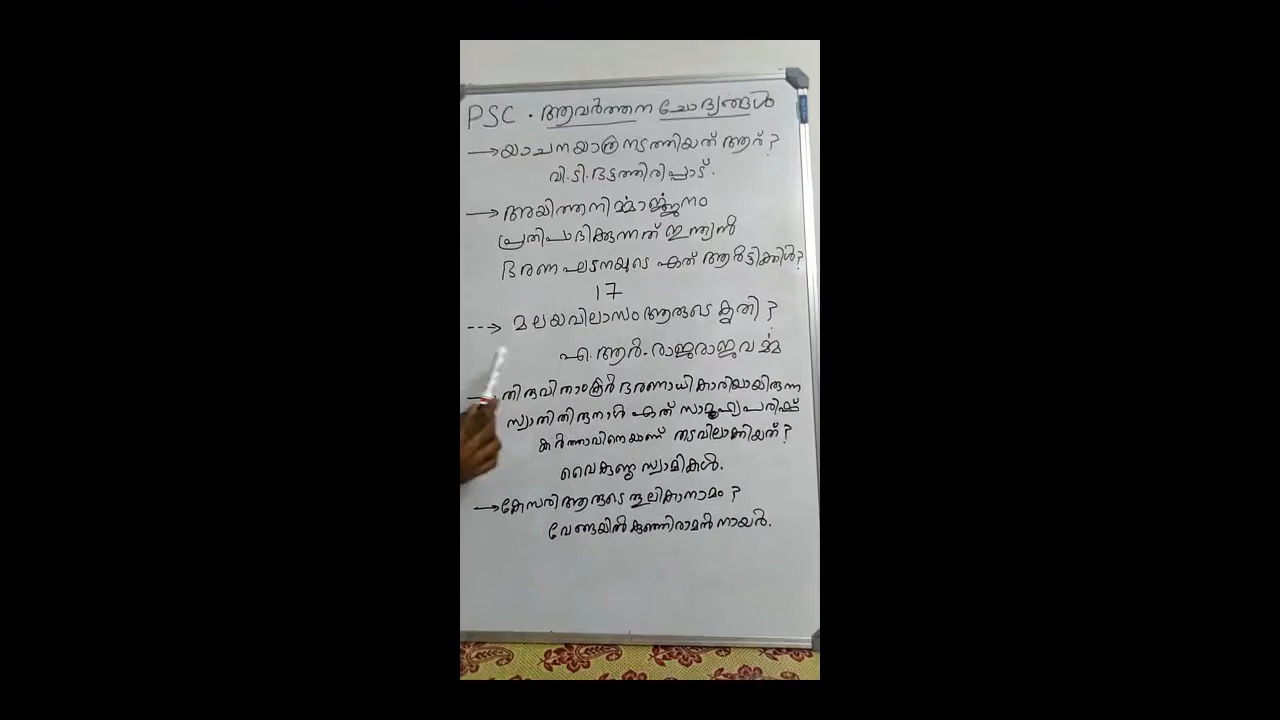 PSC. ആവർത്തന ചോദ്യങ്ങൾ
→ യാചനയാത്ര നടത്തിയത് ആര്?
വി.ടി.ഭട്ടതിരിപ്പാട്.
→ അയിത്തനിർമ്മാർജ്ജനം
പ്രതിപാദിക്കുന്നത് ഇന്ത്യൻ
ഭരണഘടനയുടെ ഏത് ആർട്ടിക്കിൾ?
17
--→ മലയവിലാസം ആരുടെ കൃതി?
എ.ആർ.രാജരാജവർമ്മ
→ തിരുവിതാംകൂർ ഭരണാധികാരിയായിരുന്ന
സ്വാതിതിരുനാൾ ഏത് സാമൂഹ്യപരിഷ്
കർത്താവിനെയാണ് തടവിലാക്കിയത്?
വൈകുണ്ഠ സ്വാമികൾ.
→ കേസരി ആരുടെ തൂലികാനാമം?
വേങ്ങയിൽ കുഞ്ഞിരാമൻ നായർ.